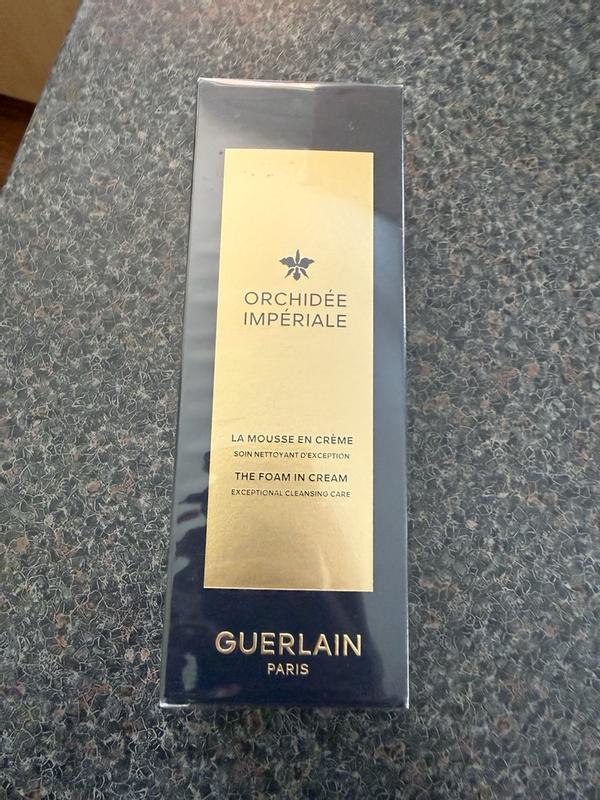 ORCHIDÉE
IMPÉRIALE
LA MOUSSE EN CRÈME
SOIN NETTOYANT D'EXCEPTION
THE FOAM IN CREAM
EXCEPTIONAL CLEANSING CARE
GUERLAIN
PARIS